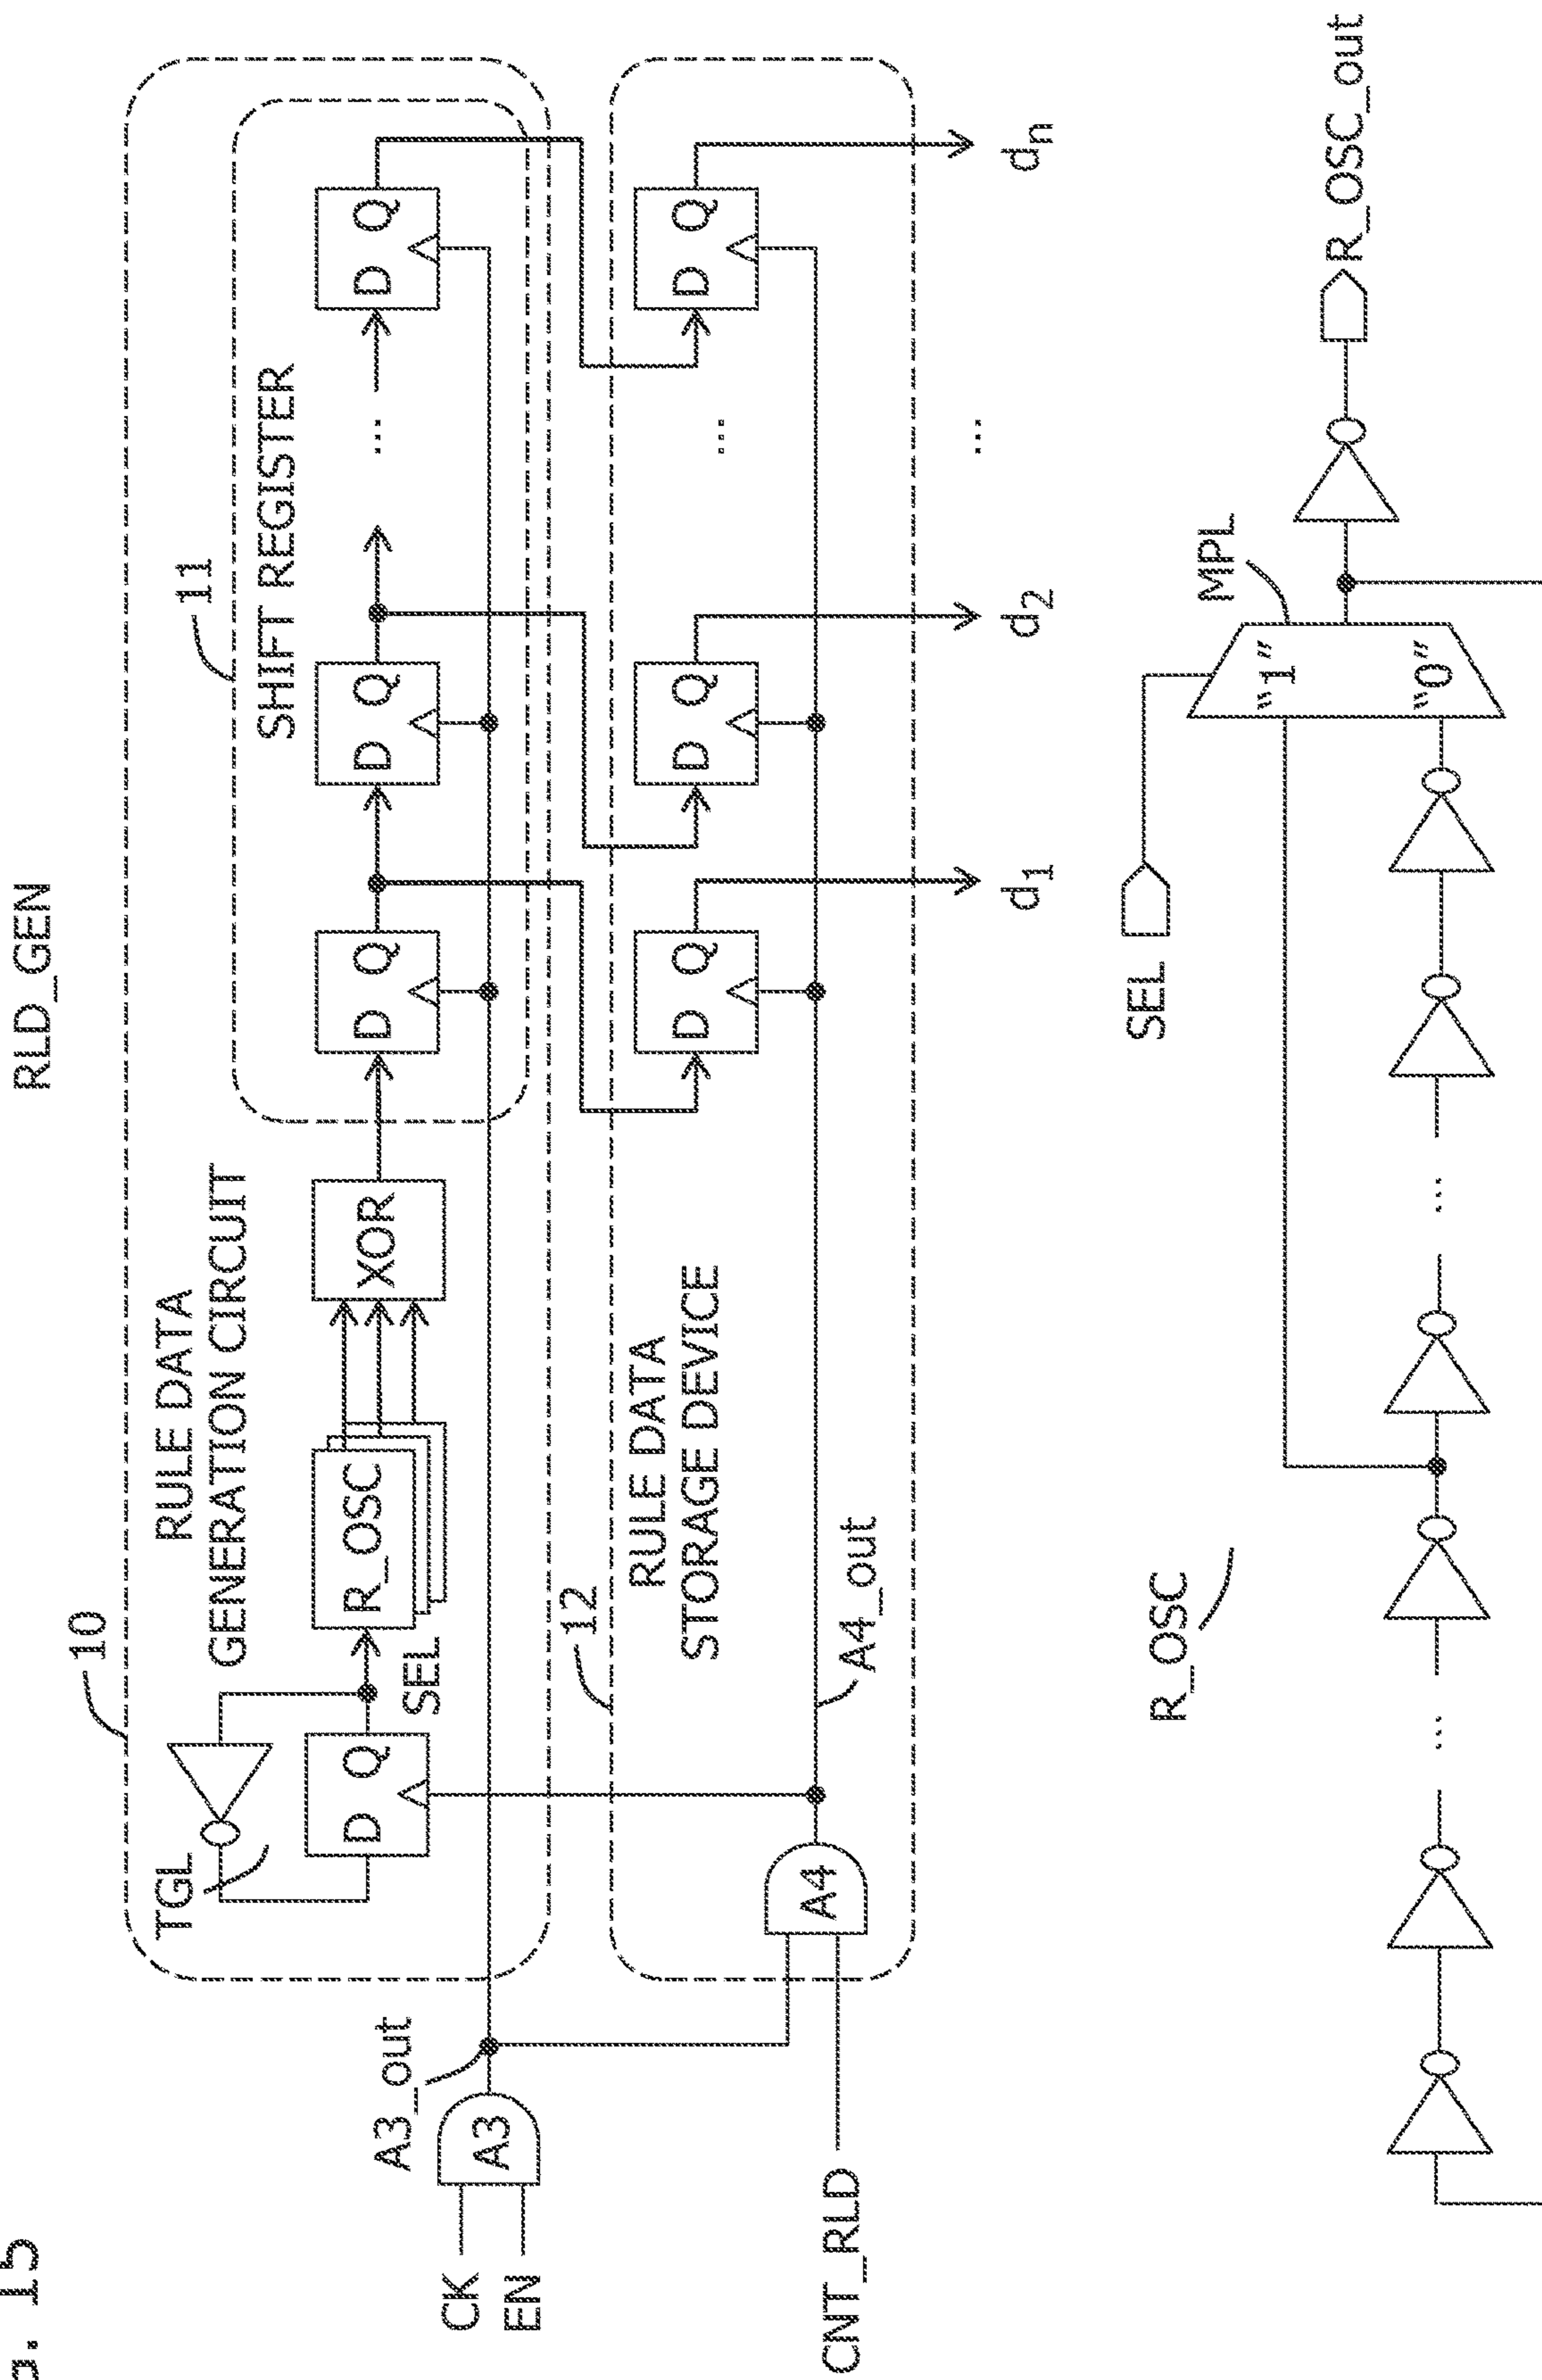 . 15
RLD_GEN
10
TGL
RULE DATA
GENERATION CIRCUIT
11
SHIFT REGISTER
D Q
SEL
R_OSC
XOR
D Q
D Q
...
D Q
A3_out
CK
EN
A3
12
RULE DATA
STORAGE DEVICE
D Q
D Q
...
D Q
CNT_RLD
A4
A4_out
d1
d2
...
dn
R_OSC
SEL
MPL
"1"
"0"
R_OSC_out
...
...